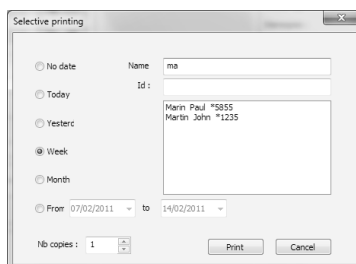 Selective printing
x
No date
Name
ma
Id :
Today
Marin Paul *5855
Martin John *1235
Yesterd
Week
Month
From 07/02/2011 to 14/02/2011
Nb copies : 1
Print
Cancel